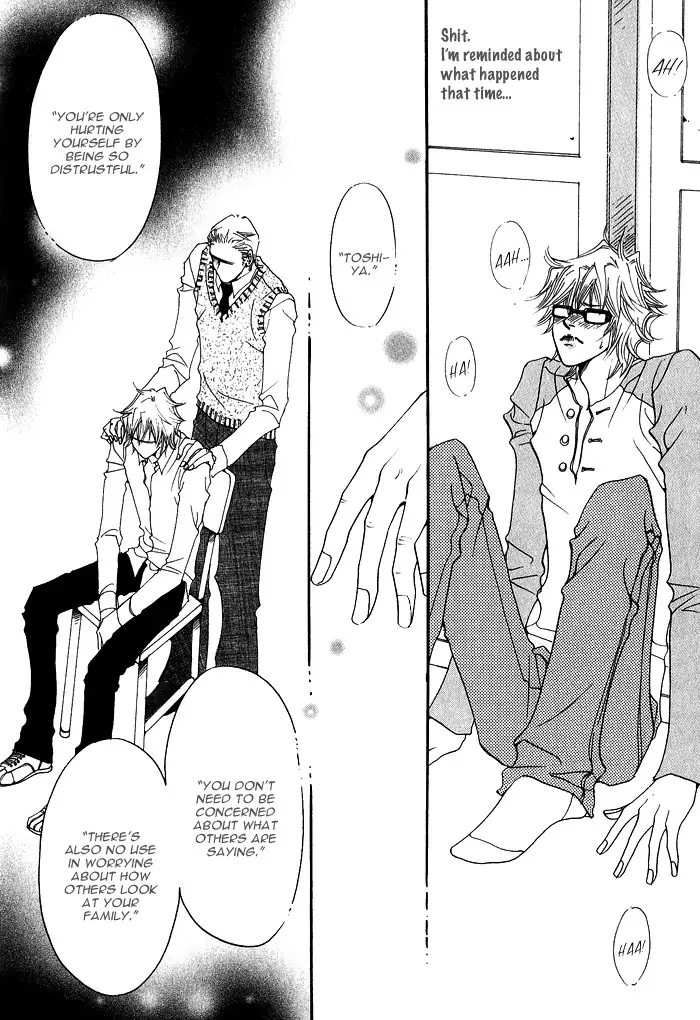 Shit.
I'm reminded about
what happened
that time...
AH!
AAH...
HA!
HAA!
"TOSHI-
YA."
"YOU'RE ONLY
HURTING
YOURSELF BY
BEING SO
DISTRUSTFUL."
"YOU DON'T
NEED TO BE
CONCERNED
ABOUT WHAT
OTHERS ARE
SAYING."
"THERE'S
ALSO NO USE
IN WORRYING
ABOUT HOW
OTHERS LOOK
AT YOUR
FAMILY."